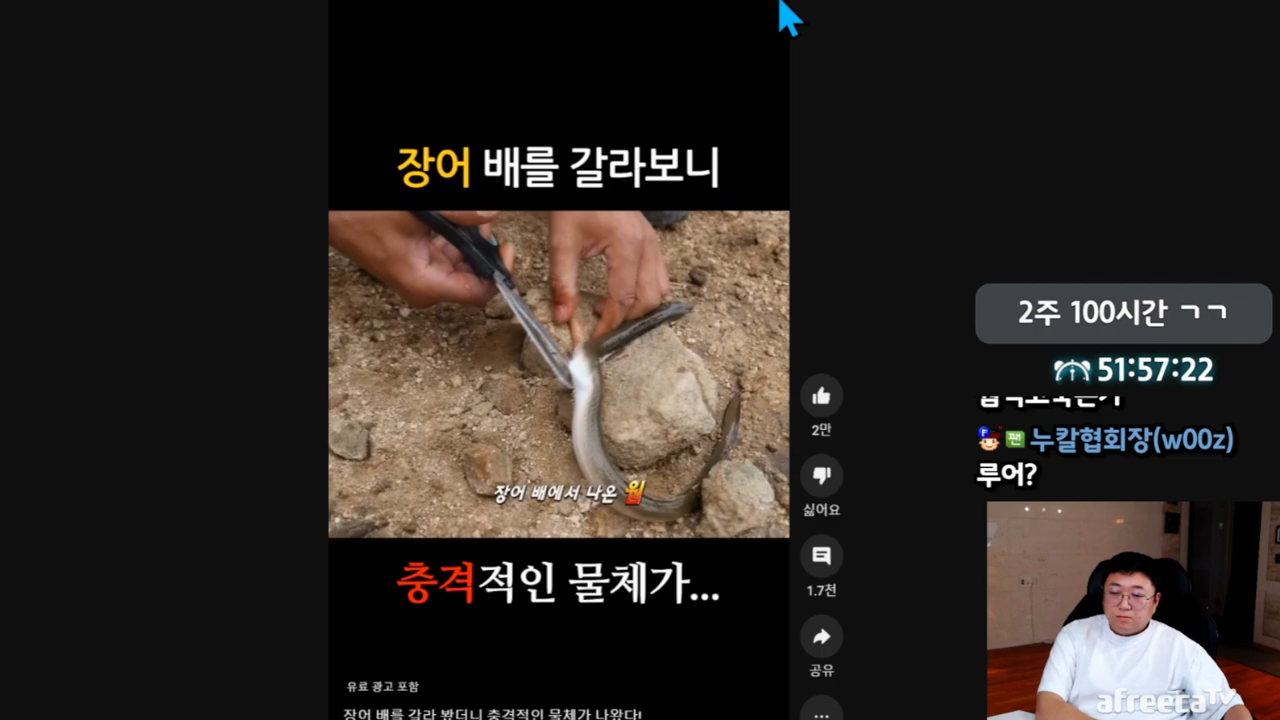 장어 배를 갈라보니
장어 배에서 나온 웜
충격적인 물체가...
2만
싫어요
1.7천
공유
유료 광고 포함
장어 배를 갈라 봤더니 충격적인 물체가 나왔다!
2주 100시간 ㄱㄱ
51:57:22
팬 누칼협회장(w00z)
루어?
afreecaTV